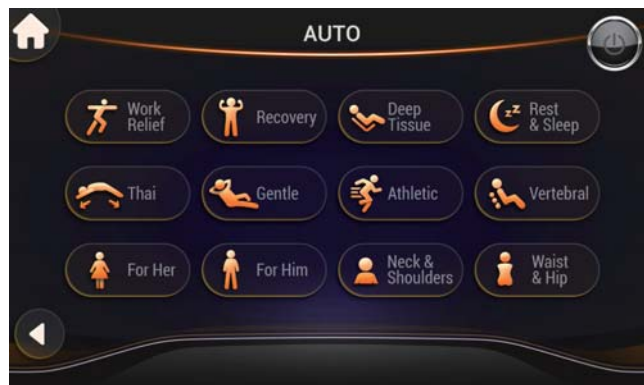 AUTO
Work
Relief
Recovery
Deep
Tissue
zZ
Rest
& Sleep
Thai
Gentle
Athletic
Vertebral
For Her
For Him
Neck &
Shoulders
Waist
& Hip